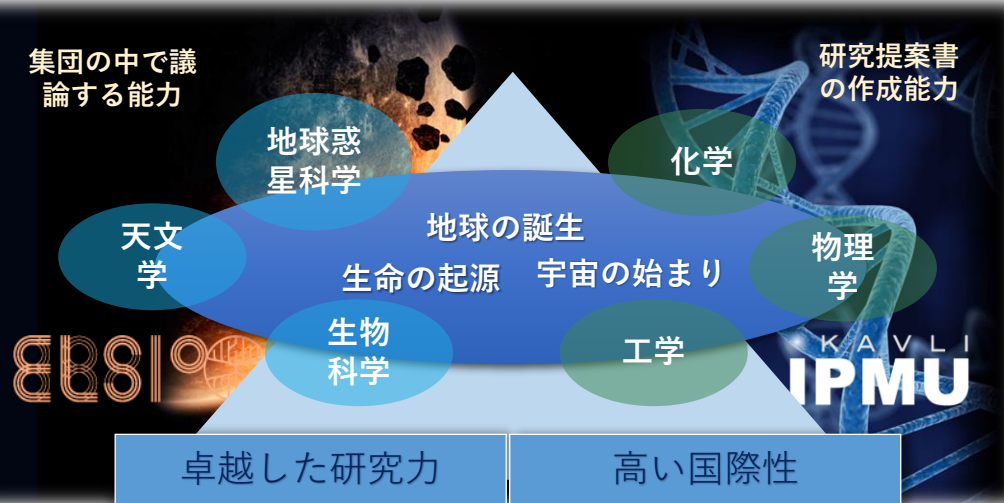 集団の中で議
論する能力
研究提案書
の作成能力
地球惑
星科学
化学
天文
学
地球の誕生
生命の起源
宇宙の始まり
物理
学
生物
科学
工学
KAVLI
IPMU
卓越した研究力
高い国際性